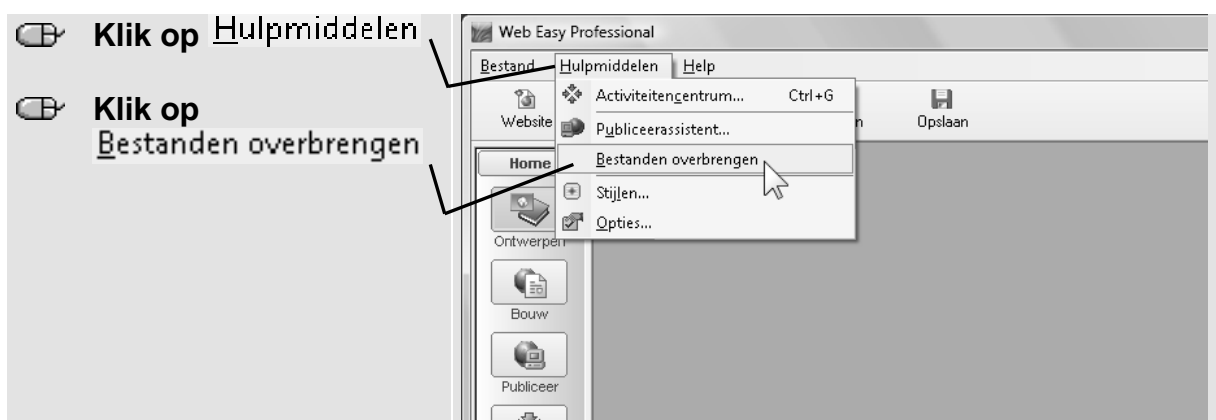 Klik op Hulpmiddelen
Klik op
Bestanden overbrengen
Web Easy Professional
Bestand Hulpmiddelen Help
Website
n
Opslaan
Activiteitencentrum... Ctrl+G
Publiceerassistent...
Bestanden overbrengen
Stijlen...
Opties...
Home
Ontwerpen
Bouw
Publiceer